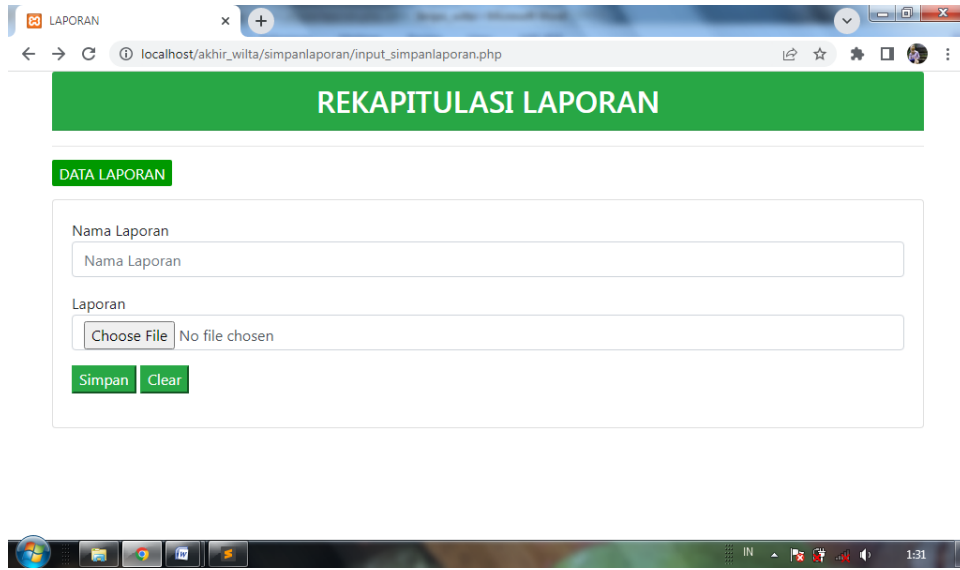 LAPORAN
localhost/akhir_wilta/simpanlaporan/input_simpanlaporan.php
REKAPITULASI LAPORAN
DATA LAPORAN
Nama Laporan
Nama Laporan
Laporan
Choose File No file chosen
Simpan Clear
IN 1:31